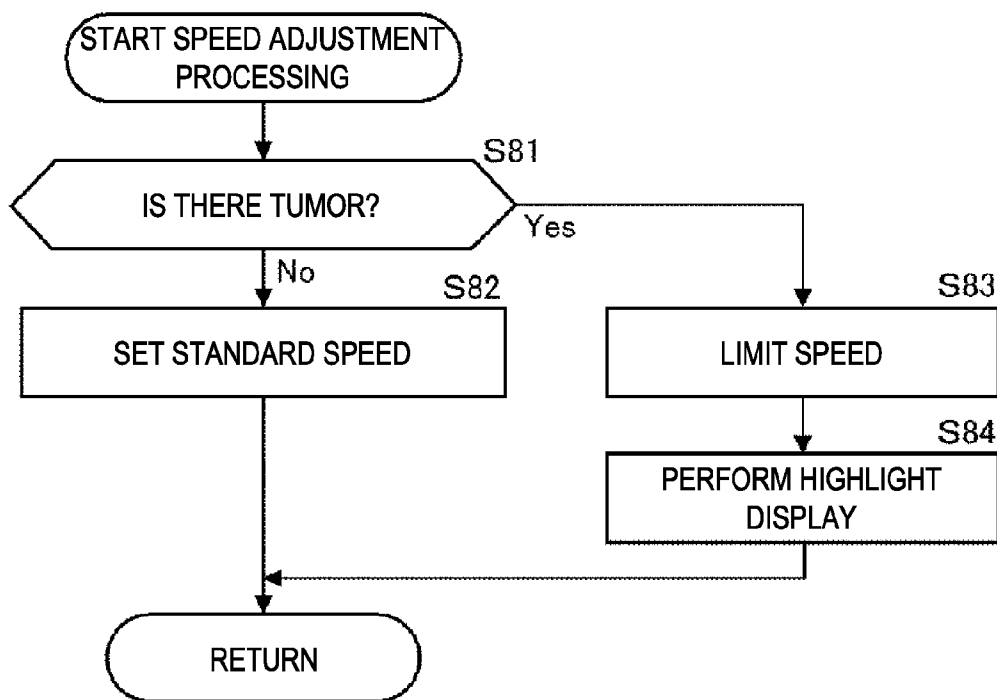 START SPEED ADJUSTMENT
PROCESSING
S81
IS THERE TUMOR?
Yes
No
S82
SET STANDARD SPEED
S83
LIMIT SPEED
S84
PERFORM HIGHLIGHT
DISPLAY
RETURN